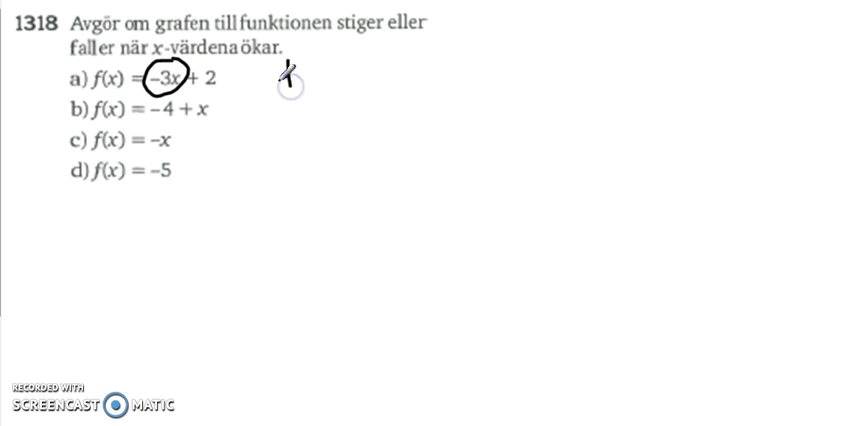 1318 Avgör om grafen till funktionen stiger eller
faller när x-värdena ökar.
a) f(x) = -3x + 2
b) f(x) = -4 + x
c) f(x) = -x
d) f(x) = -5
RECORDED WITH
SCREENCAST MATIC